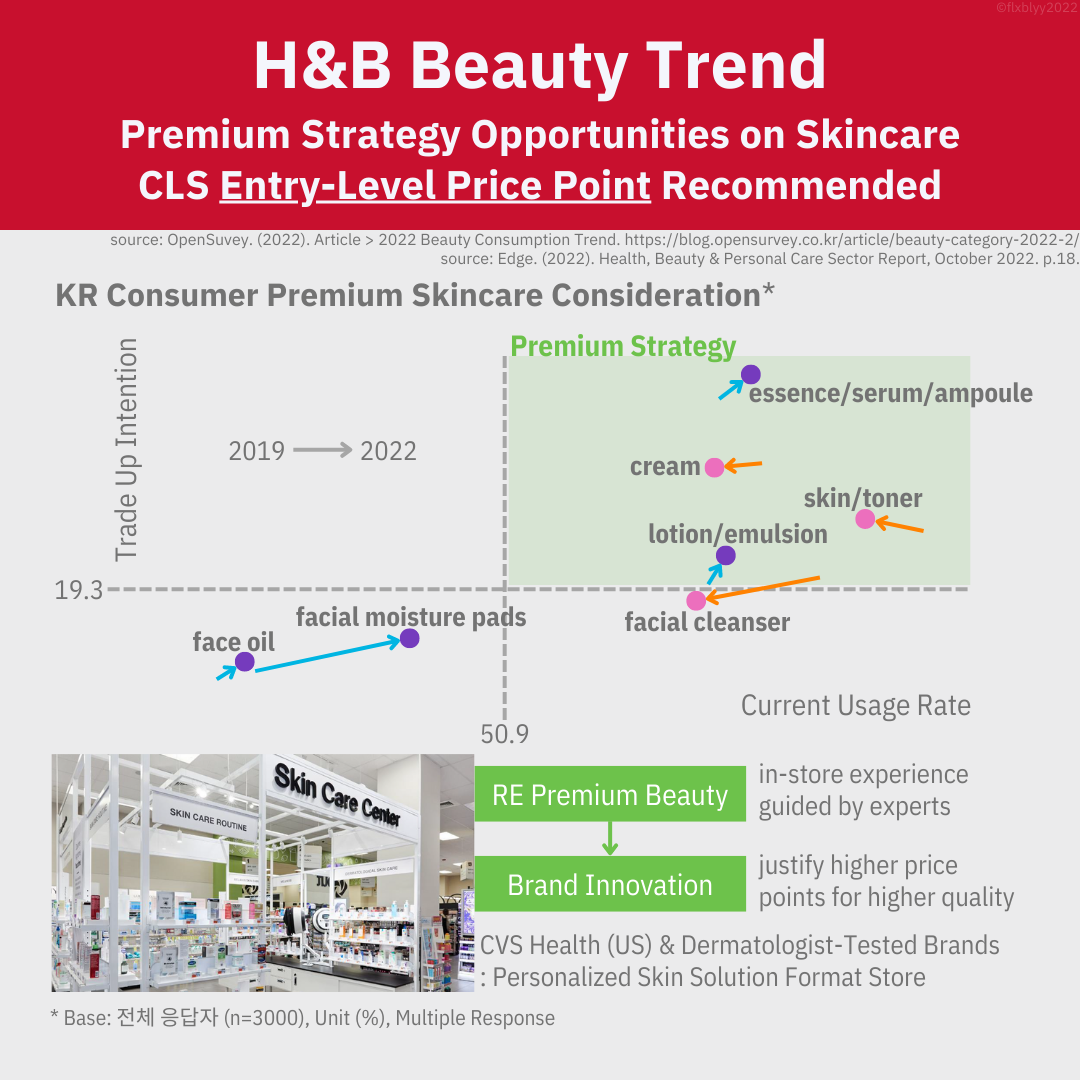 ©flxblyy2022
H&B Beauty Trend
Premium Strategy Opportunities on Skincare
CLS Entry-Level Price Point Recommended
source: OpenSuvey. (2022). Article > 2022 Beauty Consumption Trend. https://blog.opensurvey.co.kr/article/beauty-category-2022-2/
source: Edge. (2022). Health, Beauty & Personal Care Sector Report, October 2022. p.18.
KR Consumer Premium Skincare Consideration*
Trade Up Intention
Premium Strategy
essence/serum/ampoule
2019
2022
cream
skin/toner
lotion/emulsion
19.3
facial moisture pads
facial cleanser
face oil
Current Usage Rate
50.9
Skin Care Center
SKIN CARE ROUTINE
RE Premium Beauty
in-store experience
guided by experts
Brand Innovation
justify higher price
points for higher quality
CVS Health (US) & Dermatologist-Tested Brands
: Personalized Skin Solution Format Store
* Base: 전체 응답자 (n=3000), Unit (%), Multiple Response